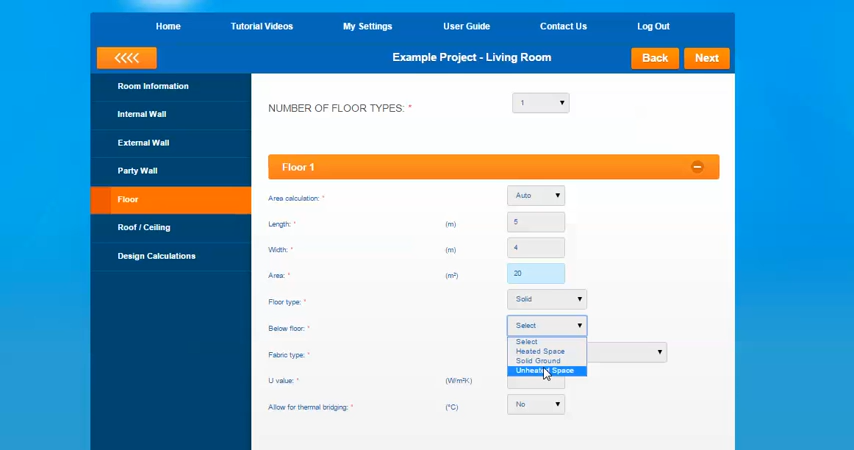 Home Tutorial Videos My Settings User Guide Contact Us Log Out
Example Project - Living Room Back Next
Room Information
Internal Wall
External Wall
Party Wall
Floor
Roof / Ceiling
Design Calculations
NUMBER OF FLOOR TYPES: * 1
Floor 1
Area calculation: * Auto
Length: * (m) 5
Width: * (m) 4
Area: * (m²) 20
Floor type: * Solid
Below floor: * Select
Select
Heated Space
Solid Ground
Unheated Space
Fabric type: *
U value: * (W/m²K)
Allow for thermal bridging: * (°C) No